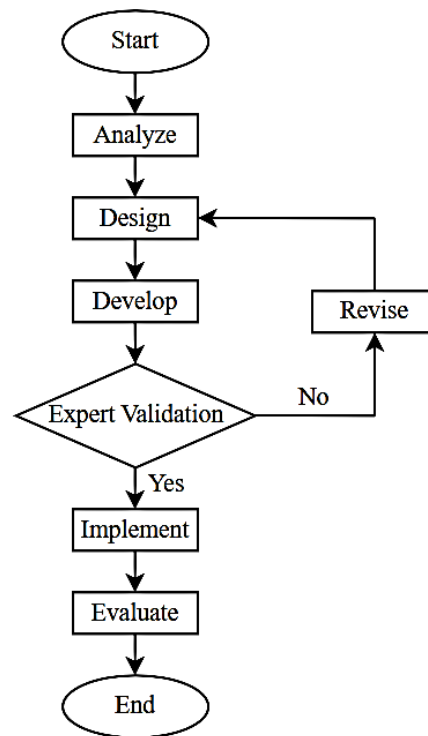 Start
Analyze
Design
Develop
Revise
Expert Validation
No
Yes
Implement
Evaluate
End